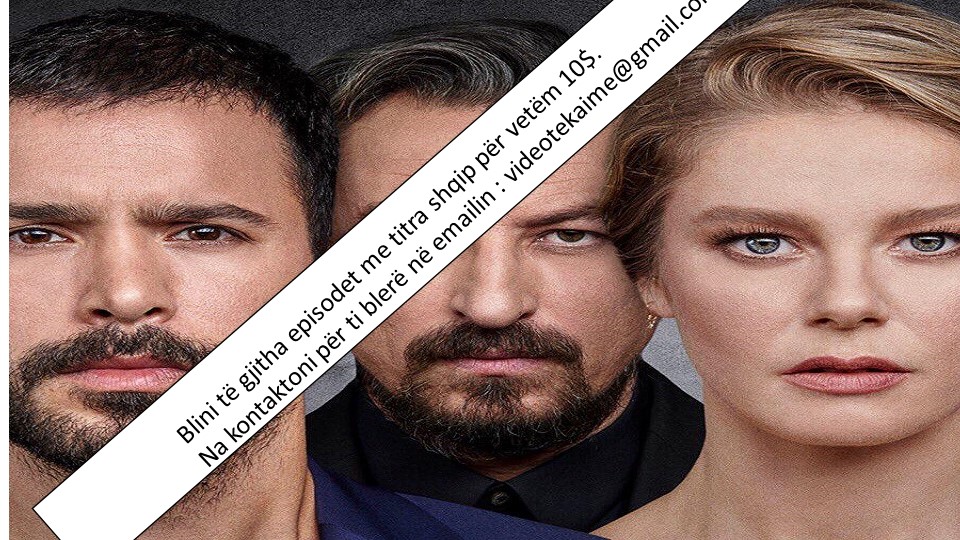 Blini të gjitha episodet me titra shqip për vetëm 10$.
Na kontaktoni për ti blerë në emailin : videotekaime@gmail.com